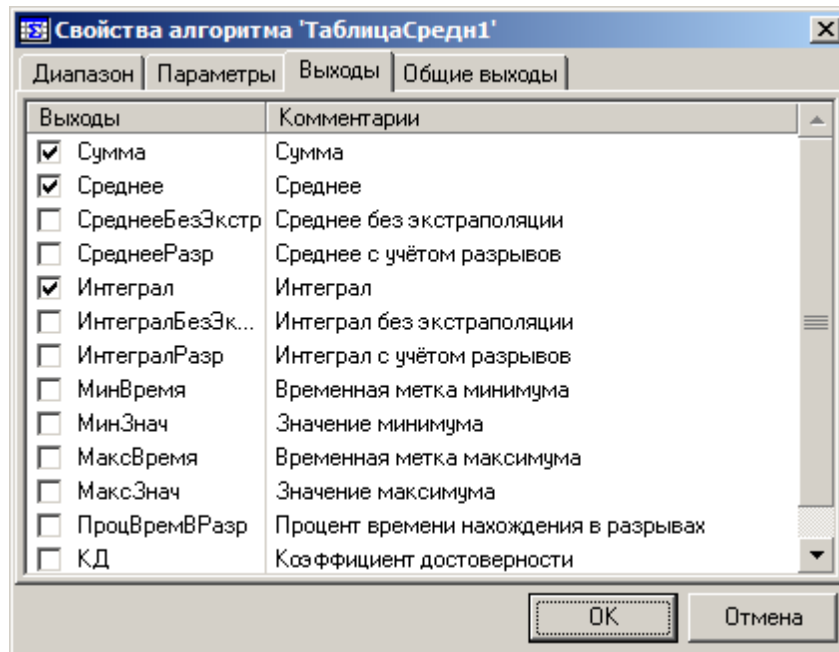 Свойства алгоритма 'ТаблицаСредн1'
Диапазон Параметры Выходы Общие выходы
Выходы Комментарии
Сумма Сумма
Среднее Среднее
СреднееБезЭкстр Среднее без экстраполяции
СреднееРазр Среднее с учётом разрывов
Интеграл Интеграл
ИнтегралБезЭк... Интеграл без экстраполяции
ИнтегралРазр Интеграл с учётом разрывов
МинВремя Временная метка минимума
МинЗнач Значение минимума
МаксВремя Временная метка максимума
МаксЗнач Значение максимума
ПроцВремВРазр Процент времени нахождения в разрывах
КД Коэффициент достоверности
OK Отмена